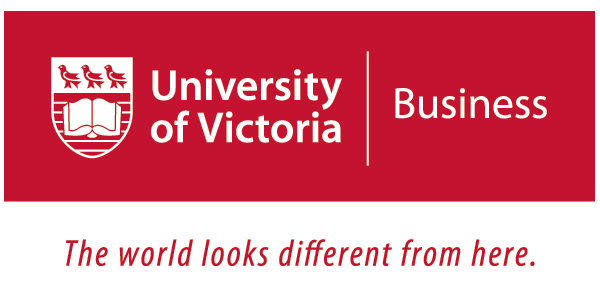 University
of Victoria
Business
The world looks different from here.